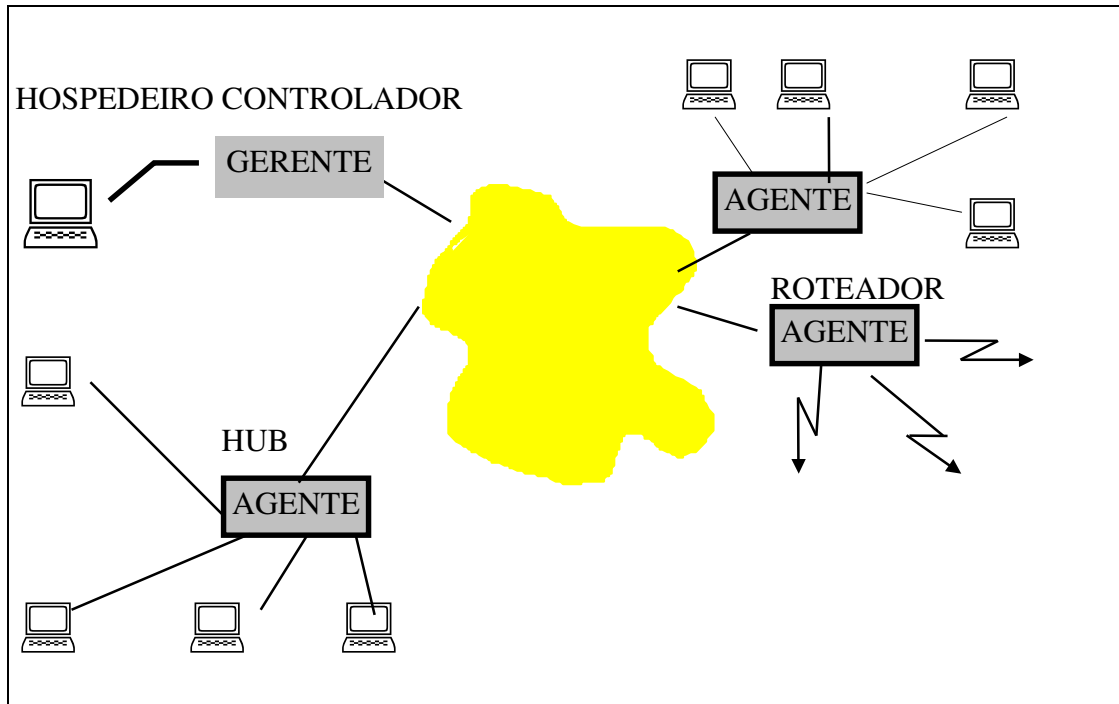 HOSPEDEIRO CONTROLADOR
GERENTE
AGENTE
ROTEADOR
AGENTE
HUB
AGENTE